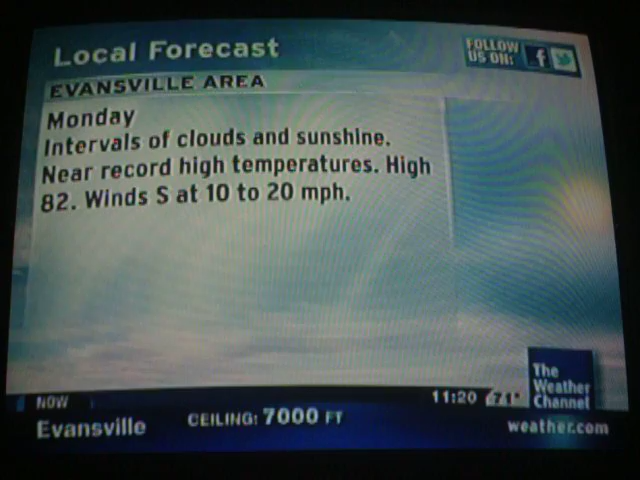 Local Forecast
FOLLOW
US ON:
EVANSVILLE AREA
Monday
Intervals of clouds and sunshine.
Near record high temperatures. High
82. Winds S at 10 to 20 mph.
The
Weather
Channel
NOW
11:20 71°
Evansville
CEILING: 7000 FT
weather.com